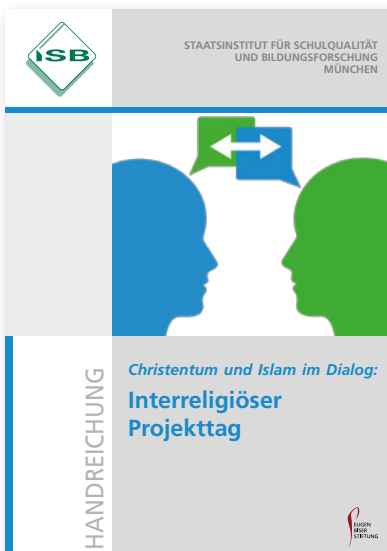 ISB
STAATSINSTITUT FÜR SCHULQUALITÄT
UND BILDUNGSFORSCHUNG
MÜNCHEN
Christentum und Islam im Dialog:
Interreligiöser
Projekttag
HANDREICHUNG
EUGEN
BISER
STIFTUNG